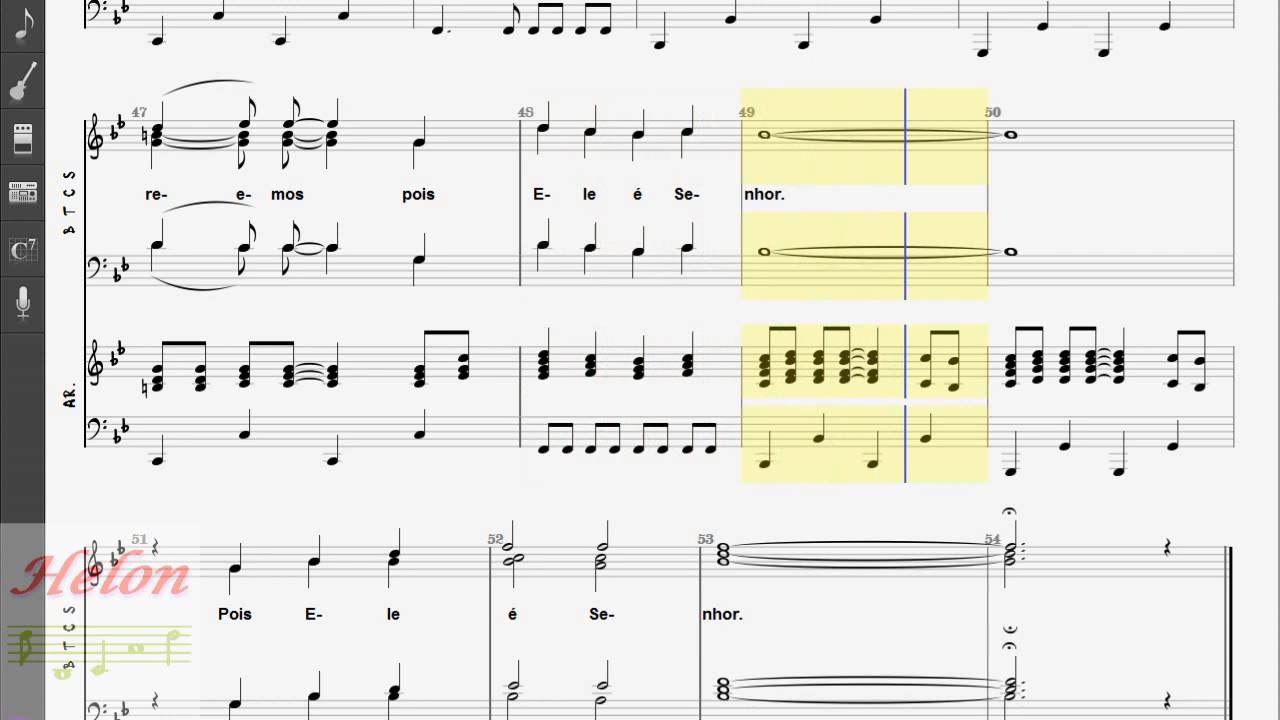 47 48 49 50
re- e- mos pois E- le é Se- nhor.
B T C S
C7
AR.
51 52 53 54
Helon
Pois E- le é Se- nhor.
B T C S